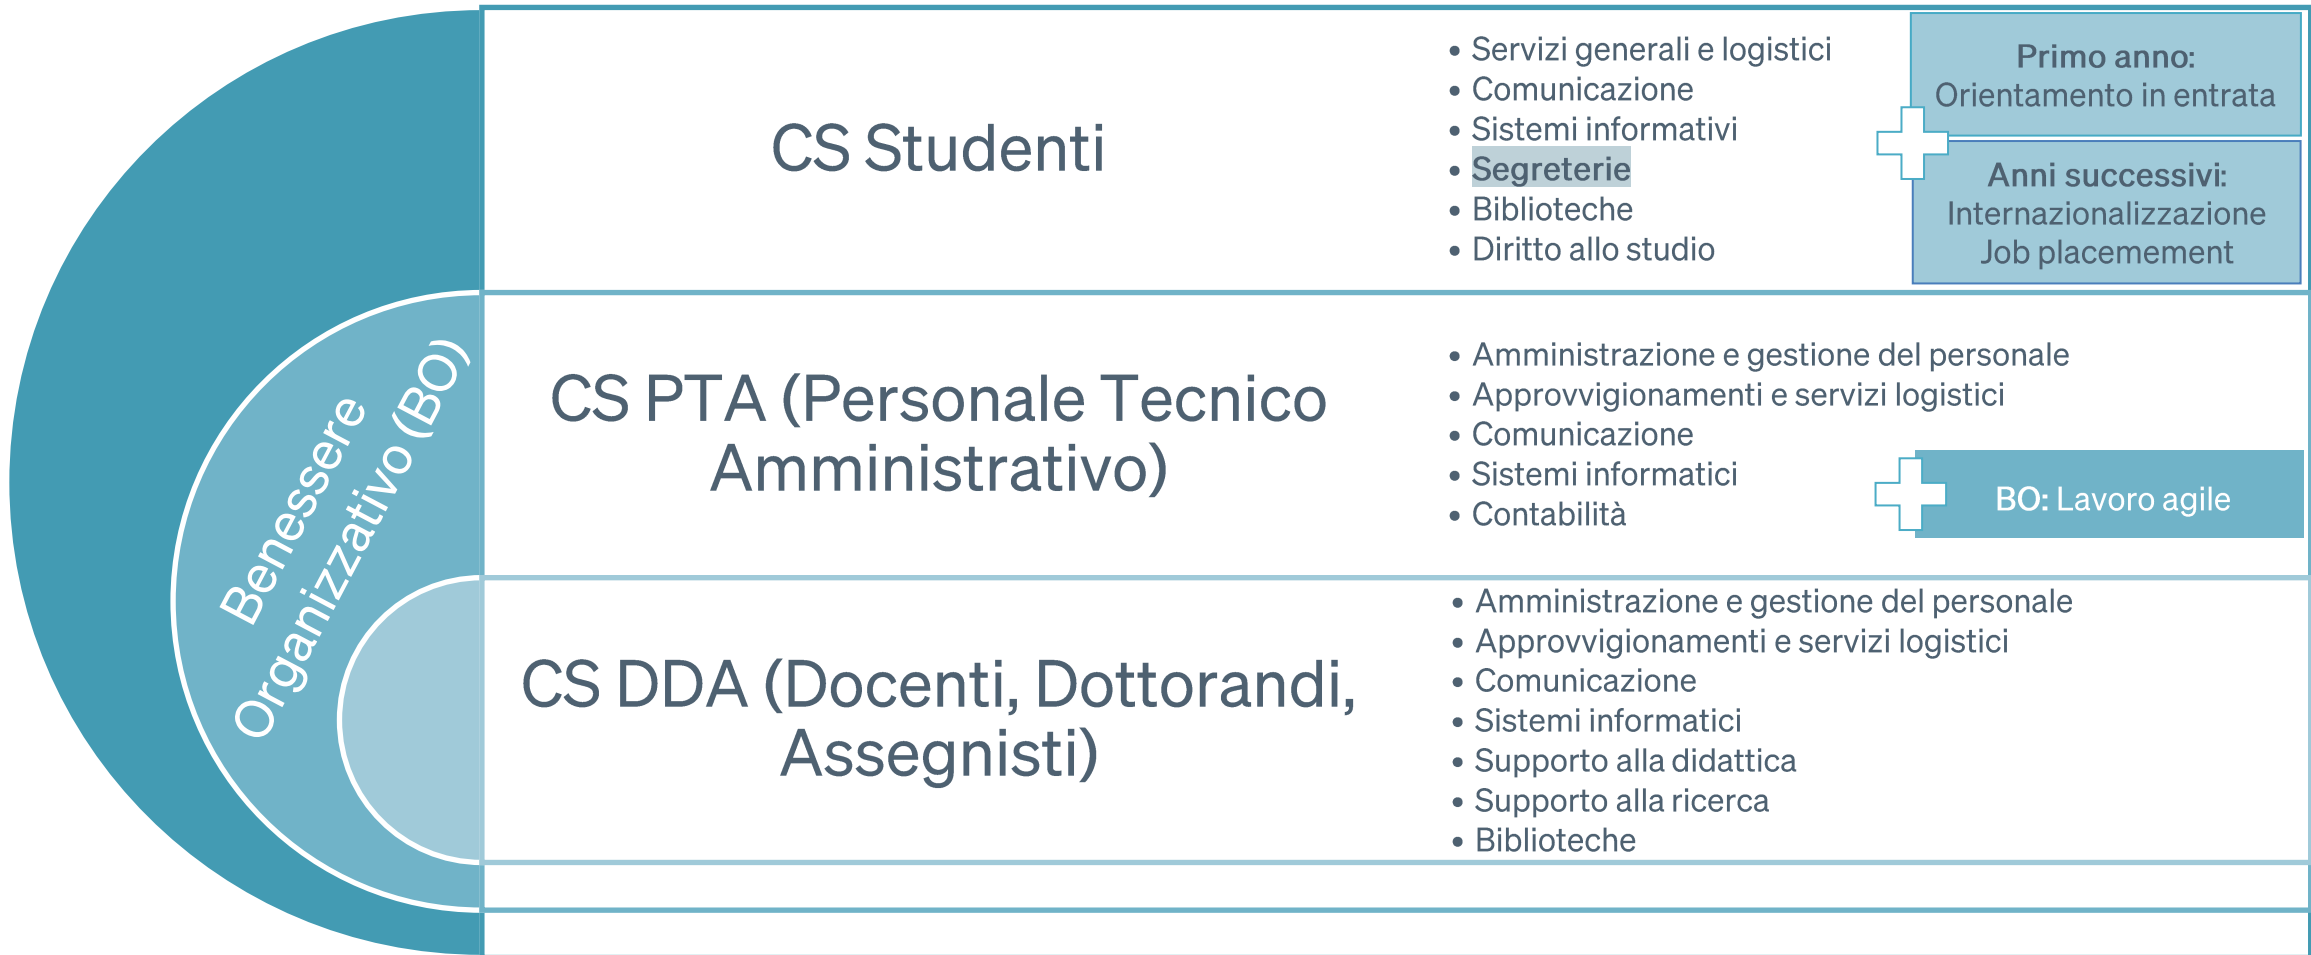 CS Studenti
• Servizi generali e logistici
• Comunicazione
• Sistemi informativi
• Segreterie
• Biblioteche
• Diritto allo studio
Primo anno:
Orientamento in entrata
Anni successivi:
Internazionalizzazione
Job placemement
Benessere
Organizzativo (BO)
CS PTA (Personale Tecnico
Amministrativo)
• Amministrazione e gestione del personale
• Approvvigionamenti e servizi logistici
• Comunicazione
• Sistemi informatici
• Contabilità
BO: Lavoro agile
CS DDA (Docenti, Dottorandi,
Assegnisti)
• Amministrazione e gestione del personale
• Approvvigionamenti e servizi logistici
• Comunicazione
• Sistemi informatici
• Supporto alla didattica
• Supporto alla ricerca
• Biblioteche